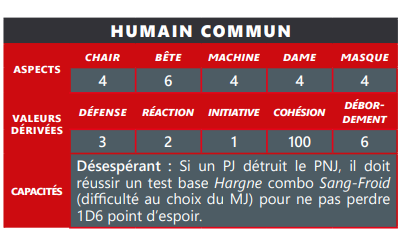 HUMAIN COMMUN
ASPECTS
CHAIR BÊTE MACHINE DAME MASQUE
4 6 4 4 4
VALEURS
DÉRIVÉES
DÉFENSE RÉACTION INITIATIVE COHÉSION DÉBOR-
DEMENT
3 2 1 100 6
CAPACITÉS
Désespérant : Si un PJ détruit le PNJ, il doit
réussir un test base Hargne combo Sang-Froid
(difficulté au choix du MJ) pour ne pas perdre
1D6 point d’espoir.